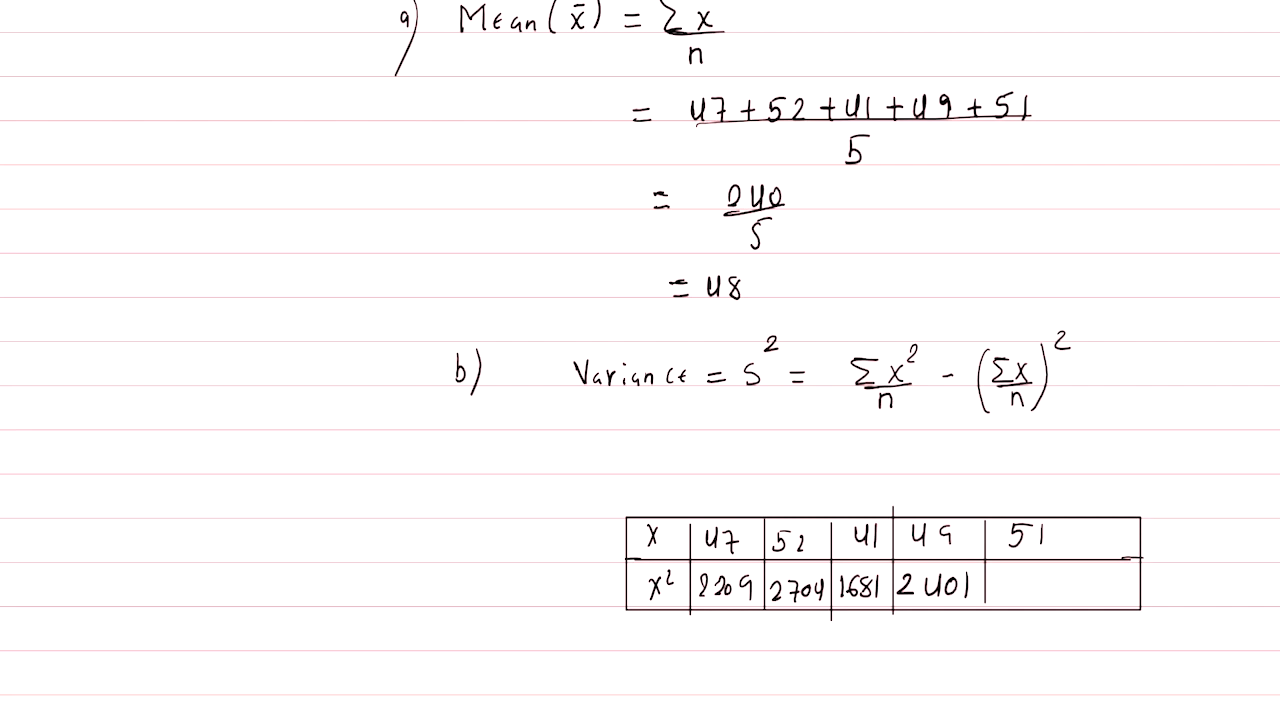 a) Mean (x̄) = Σx
n
= 47 + 52 + 41 + 49 + 51
5
= 240
5
= 48
b) Variance = S² = Σx²/n - (Σx/n)²
x 47 52 41 49 51
x² 2209 2704 1681 2401